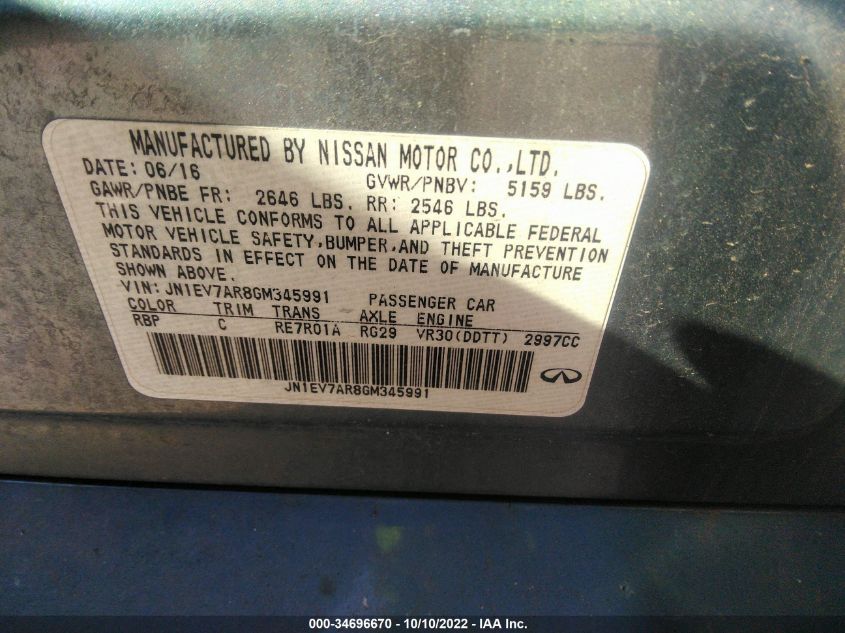 MANUFACTURED BY NISSAN MOTOR CO.,LTD.
DATE: 06/16 GVWR/PNBV: 5159 LBS.
GAWR/PNBE FR: 2646 LBS. RR: 2546 LBS.
THIS VEHICLE CONFORMS TO ALL APPLICABLE FEDERAL
MOTOR VEHICLE SAFETY,BUMPER,AND THEFT PREVENTION
STANDARDS IN EFFECT ON THE DATE OF MANUFACTURE
SHOWN ABOVE.
VIN: JN1EV7AR8GM345991 PASSENGER CAR
COLOR TRIM TRANS AXLE ENGINE
RBP C RE7R01A RG29 VR30(DDTT) 2997CC
JN1EV7AR8GM345991
000-34696670 - 10/10/2022 - IAA Inc.